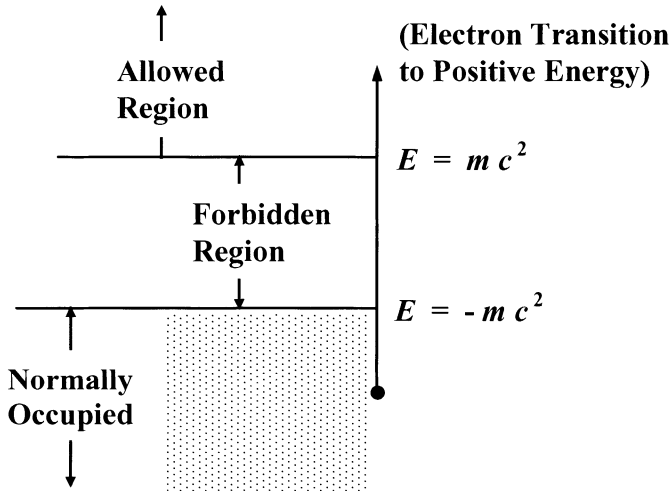 (Electron Transition
to Positive Energy)
Allowed
Region
E = m c²
Forbidden
Region
E = - m c²
Normally
Occupied